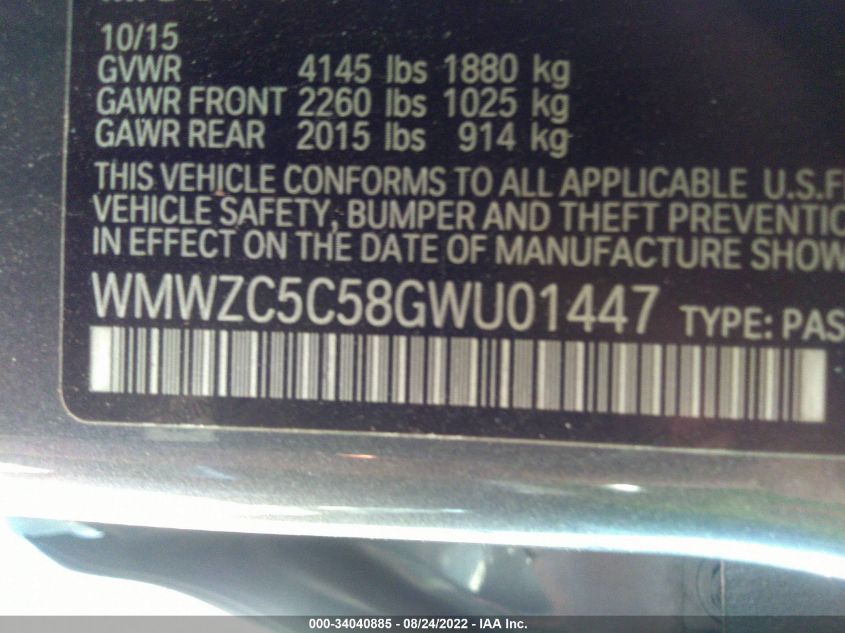 10/15
GVWR 4145 lbs 1880 kg
GAWR FRONT 2260 lbs 1025 kg
GAWR REAR 2015 lbs 914 kg
THIS VEHICLE CONFORMS TO ALL APPLICABLE U.S.F
VEHICLE SAFETY, BUMPER AND THEFT PREVENTIO
IN EFFECT ON THE DATE OF MANUFACTURE SHOW
WMWZC5C58GWU01447 TYPE: PAS
000-34040885 - 08/24/2022 - IAA Inc.